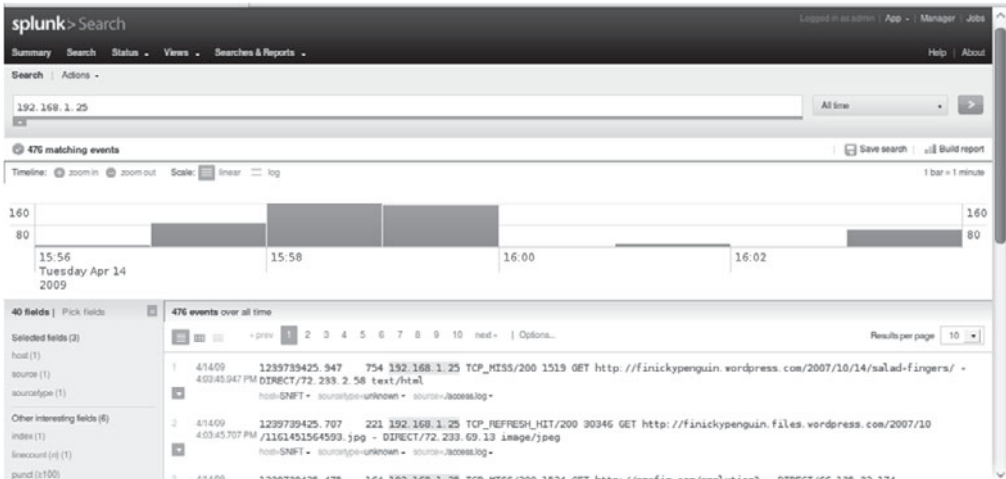 splunk> Search
Logged in as admin | App | Manager | Jobs
Summary Search Status Views Searches & Reports
Help | About
Search | Actions
192.168.1.25
All time
476 matching events
Save search | Build report
Timeline: zoom in zoom out Scale: linear log
1 bar = 1 minute
160
160
80
80
15:56
15:58
16:00
16:02
Tuesday Apr 14
2009
40 fields | Pick fields
476 events over all time
Selected fields (3)
host (1)
source (1)
sourcetype (1)
Other interesting fields (6)
index (1)
linecount (n) (1)
punct (≥100)
« prev 1 2 3 4 5 6 7 8 9 10 next » | Options...
Results per page 10
1 4/14/09 4:03:45.947 PM 1239739425.947 754 192.168.1.25 TCP_MISS/200 1519 GET http://finickypenguin.wordpress.com/2007/10/14/salad-fingers/ -
DIRECT/72.233.2.58 text/html
host=SNIFT sourcetype=unknown source=/access.log
2 4/14/09 4:03:45.707 PM 1239739425.707 221 192.168.1.25 TCP_REFRESH_HIT/200 30346 GET http://finickypenguin.files.wordpress.com/2007/10
/1161451564593.jpg - DIRECT/72.233.69.13 image/jpeg
host=SNIFT sourcetype=unknown source=/access.log